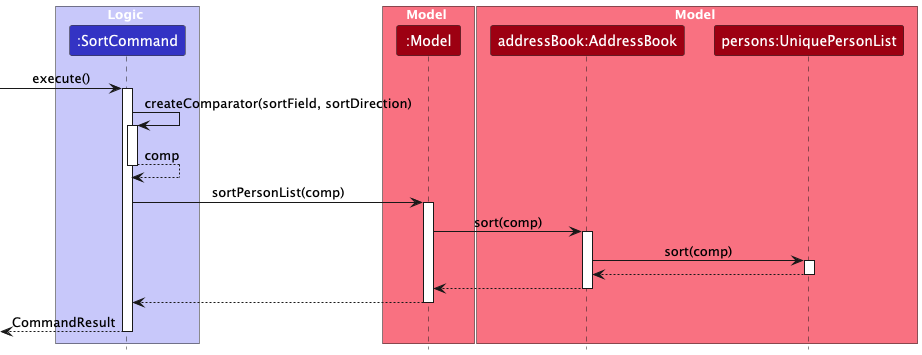 Logic
Model
Model
:SortCommand
:Model
addressBook:AddressBook
persons:UniquePersonList
execute()
createComparator(sortField, sortDirection)
comp
sortPersonList(comp)
sort(comp)
sort(comp)
CommandResult